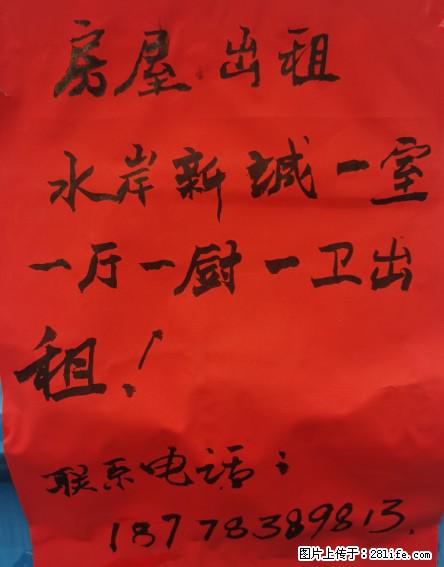 房屋出租
水岸新城一室
一厅一厨一卫出
租！
联系电话：
18778389813.
图片上传于：281life.com